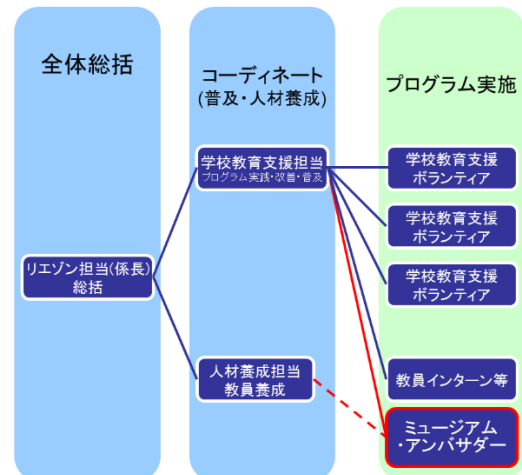 全体総括
コーディネート
(普及・人材養成)
プログラム実施
学校教育支援担当
プログラム実践・改善・普及
学校教育支援
ボランティア
学校教育支援
ボランティア
リエゾン担当(係長)
総括
学校教育支援
ボランティア
人材養成担当
教員養成
教員インターン等
ミュージアム
・アンバサダー